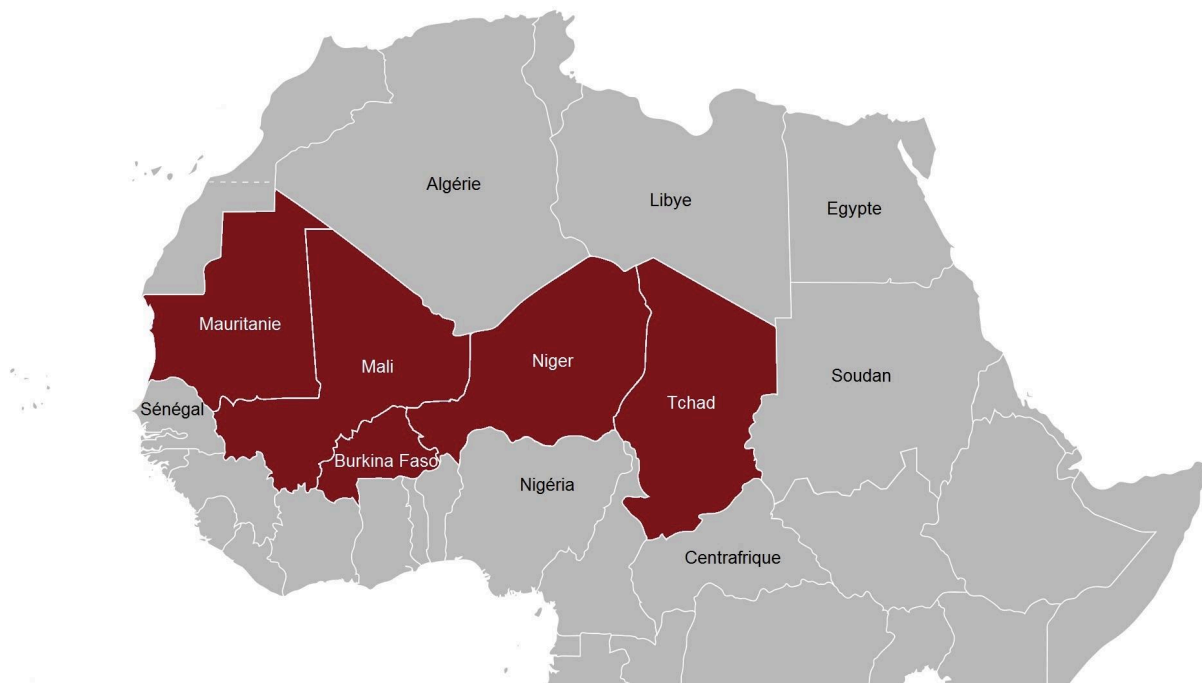 Algérie
Libye
Egypte
Mauritanie
Mali
Niger
Soudan
Tchad
Sénégal
Burkina Faso
Nigéria
Centrafrique